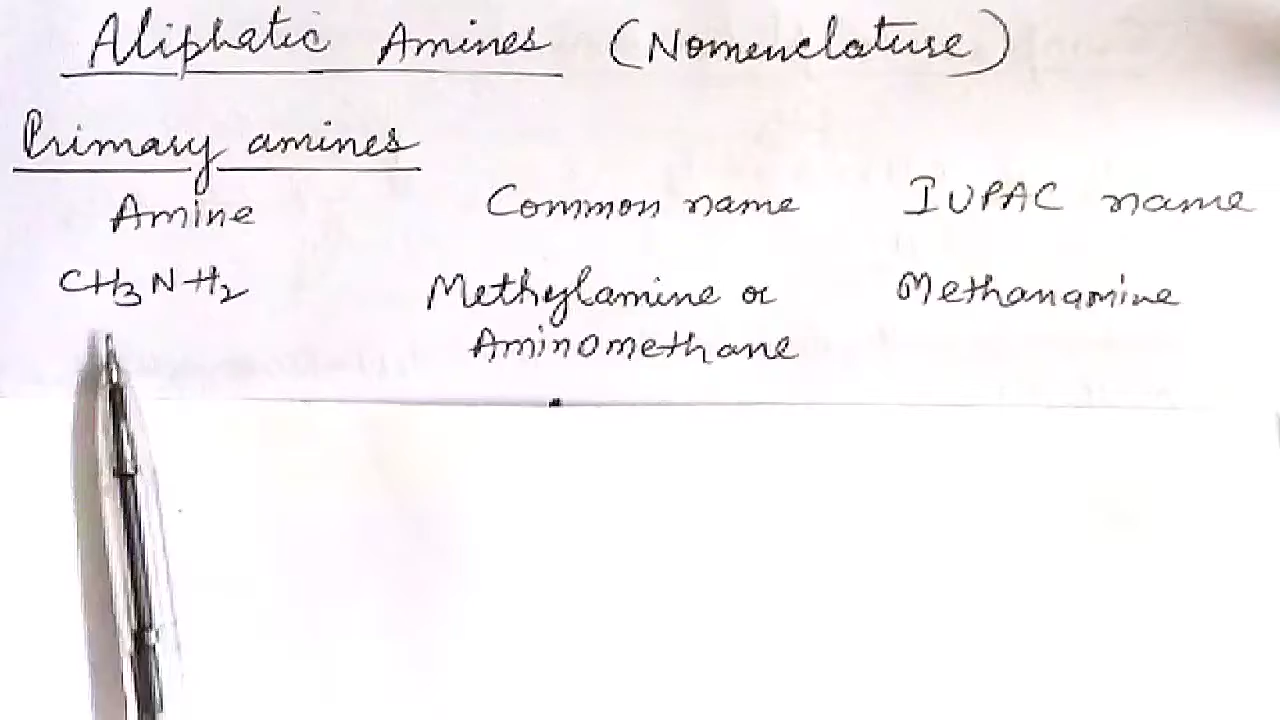 Aliphatic Amines (Nomenclature)
Primary amines
Amine Common name IUPAC name
CH3NH2 Methylamine or Methanamine
Aminomethane